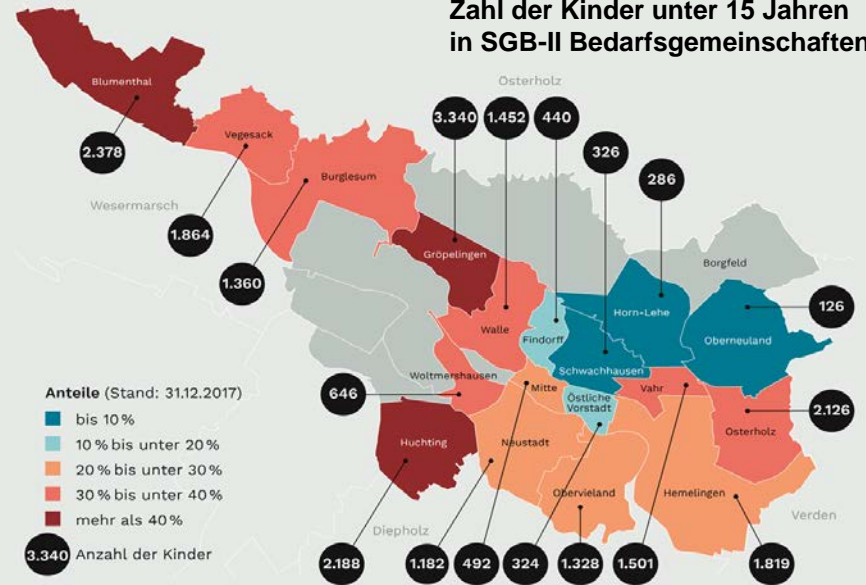 Zahl der Kinder unter 15 Jahren
in SGB-II Bedarfsgemeinschaften
Osterholz
Blumenthal
3.340
1.452
440
326
2.378
Vegesack
286
Burglesum
Wesermarsch
1.864
Gröpelingen
Borgfeld
1.360
126
Horn-Lehe
Walle
Findorff
Oberneuland
Schwachhausen
Woltmershausen
646
Mitte
Vahr
Östliche
Vorstadt
2.126
Osterholz
Anteile (Stand: 31.12.2017)
bis 10 %
10 % bis unter 20 %
20 % bis unter 30 %
30 % bis unter 40 %
mehr als 40 %
3.340 Anzahl der Kinder
Huchting
Neustadt
Obervieland
Hemelingen
Diepholz
Verden
2.188
1.182
492
324
1.328
1.501
1.819